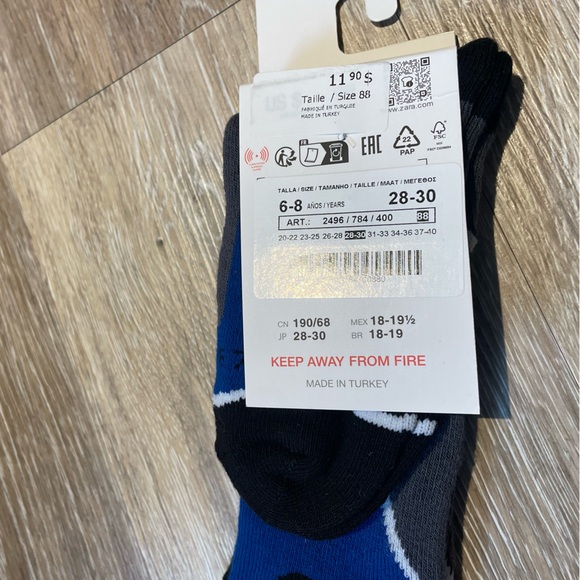 11 90 $
Taille / Size 88
FABRIQUÉ EN TURQUIE
MADE IN TURKEY
www.zara.com
FR
EAC
22
PAP
FSC
MIX
TALLA / SIZE / TAMANHO / TAILLE / MAAT / ΜΕΓΕΘΟΣ
6-8 AÑOS / YEARS 28-30
ART.: 2496 / 784 / 400 88
20-22 23-25 26-28 28-30 31-33 34-36 37-40
CN 190/68 MEX 18-19½
JP 28-30 BR 18-19
KEEP AWAY FROM FIRE
MADE IN TURKEY